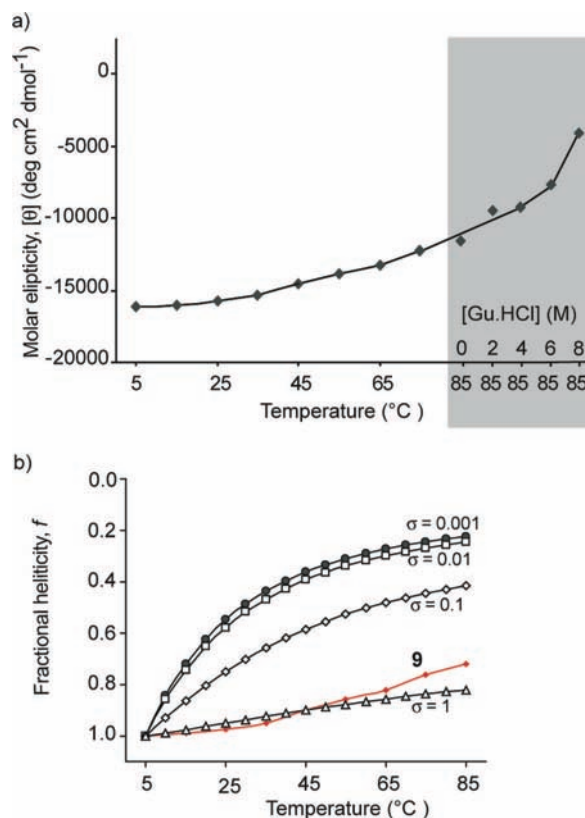 a)
Molar elipticity, [θ] (deg cm2 dmol-1)
0
-5000
-10000
-15000
-20000
[Gu.HCl] (M)
0 2 4 6 8
5 25 45 65 85 85 85 85 85
Temperature (°C)
b)
Fractional heliticity, f
0.0
0.2
0.4
0.6
0.8
1.0
σ = 0.001
σ = 0.01
σ = 0.1
9
σ = 1
5 25 45 65 85
Temperature (°C)